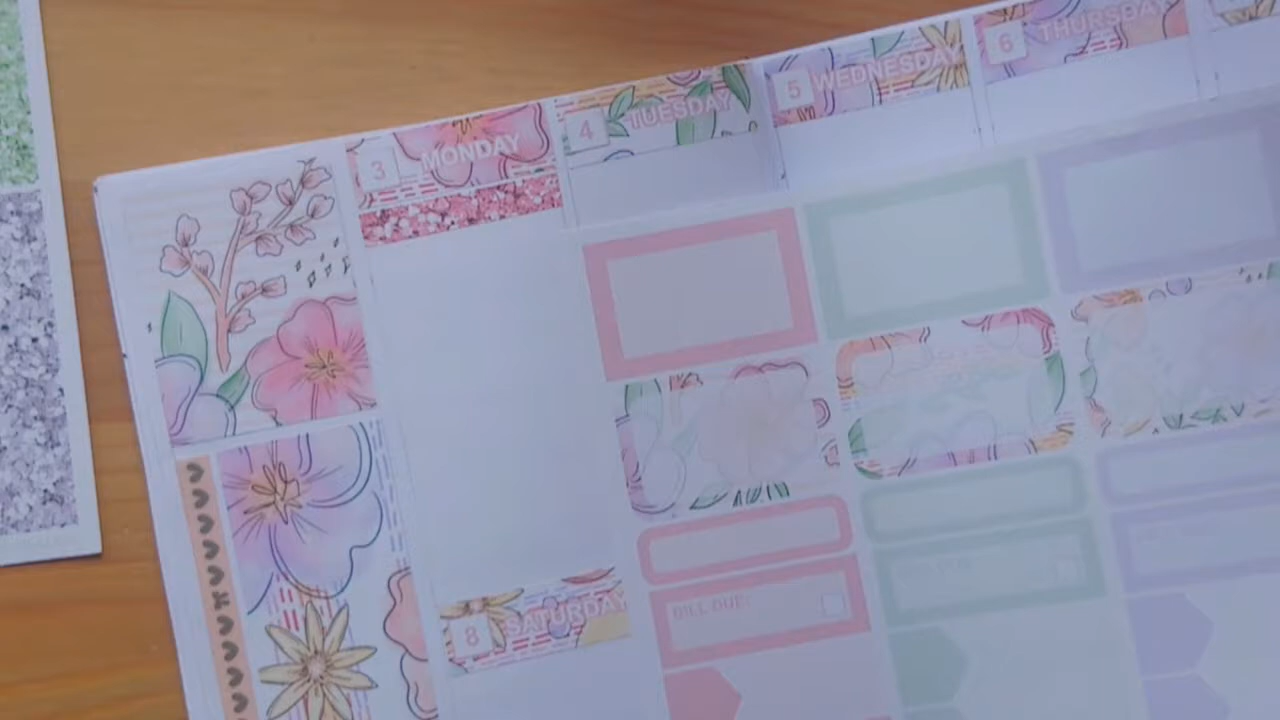 3 MONDAY
4 TUESDAY
5 WEDNESDAY
6 THURSDAY
8 SATURDAY
BILL DUE: